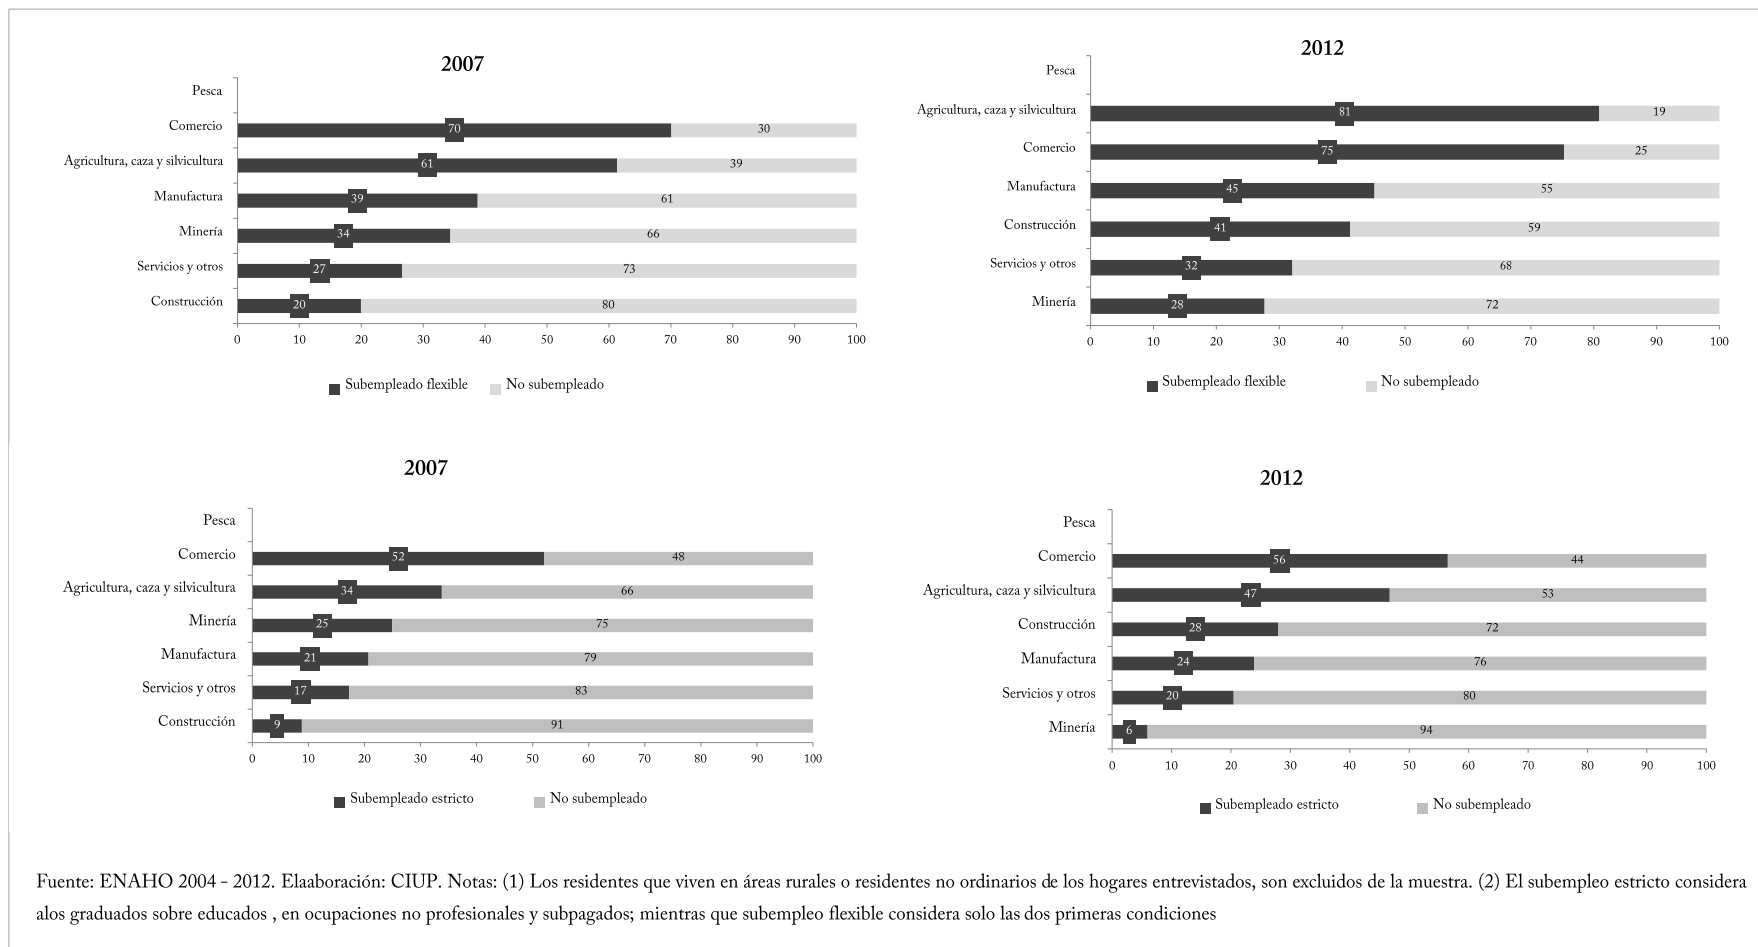 2007
Pesca
Comercio 70 30
Agricultura, caza y silvicultura 61 39
Manufactura 39 61
Minería 34 66
Servicios y otros 27 73
Construcción 20 80
0 10 20 30 40 50 60 70 80 90 100
Subempleado flexible No subempleado
2012
Pesca
Agricultura, caza y silvicultura 81 19
Comercio 75 25
Manufactura 45 55
Construcción 41 59
Servicios y otros 32 68
Minería 28 72
0 10 20 30 40 50 60 70 80 90 100
Subempleado flexible No subempleado
2007
Pesca
Comercio 52 48
Agricultura, caza y silvicultura 34 66
Minería 25 75
Manufactura 21 79
Servicios y otros 17 83
Construcción 9 91
0 10 20 30 40 50 60 70 80 90 100
Subempleado estricto No subempleado
2012
Pesca
Comercio 56 44
Agricultura, caza y silvicultura 47 53
Construcción 28 72
Manufactura 24 76
Servicios y otros 20 80
Minería 6 94
0 10 20 30 40 50 60 70 80 90 100
Subempleado estricto No subempleado
Fuente: ENAHO 2004 - 2012. Elaaboración: CIUP. Notas: (1) Los residentes que viven en áreas rurales o residentes no ordinarios de los hogares entrevistados, son excluidos de la muestra. (2) El subempleo estricto considera
alos graduados sobre educados , en ocupaciones no profesionales y subpagados; mientras que subempleo flexible considera solo las dos primeras condiciones